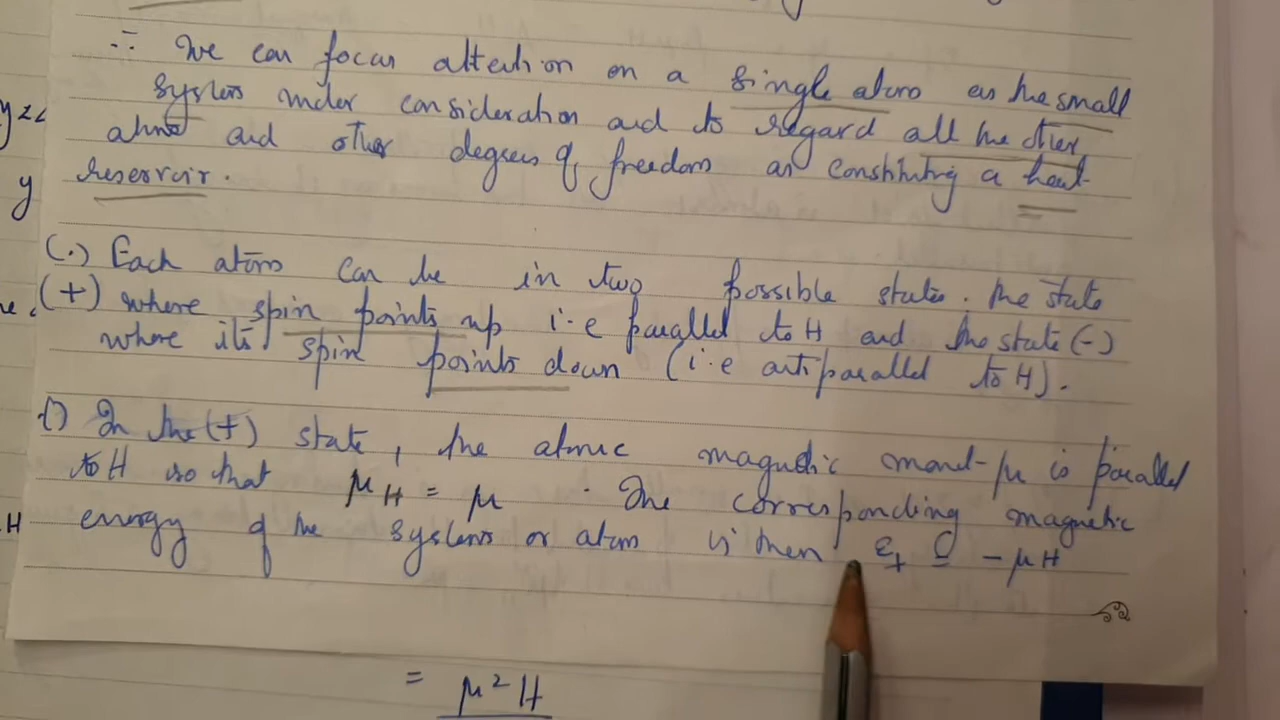 ∴ We can focus attention on a single atom as the small
system under consideration and to regard all the other
atoms and other degrees of freedom as constituting a heat
reservoir.
(.) Each atom can be in two possible states. the state
(+) where spin points up i.e parallel to H and the state (-)
where its spin points down (i.e antiparallel to H).
In the (+) state, the atomic magnetic moment μ is parallel
to H so that μH = μ. The corresponding magnetic
energy of the system or atom is then ε+ = - μH
= μ²H